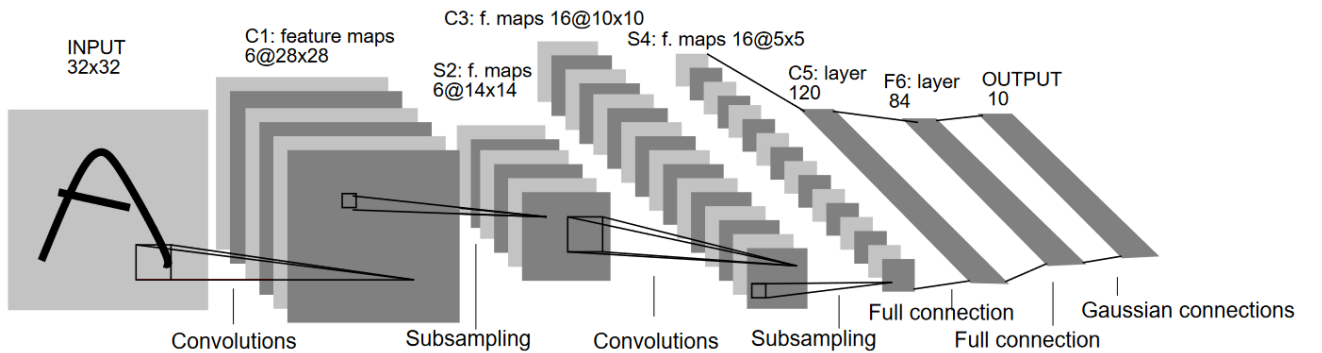 INPUT
32x32
C1: feature maps
6@28x28
S2: f. maps
6@14x14
C3: f. maps 16@10x10
S4: f. maps 16@5x5
C5: layer
120
F6: layer
84
OUTPUT
10
Convolutions
Subsampling
Convolutions
Subsampling
Full connection
Full connection
Gaussian connections